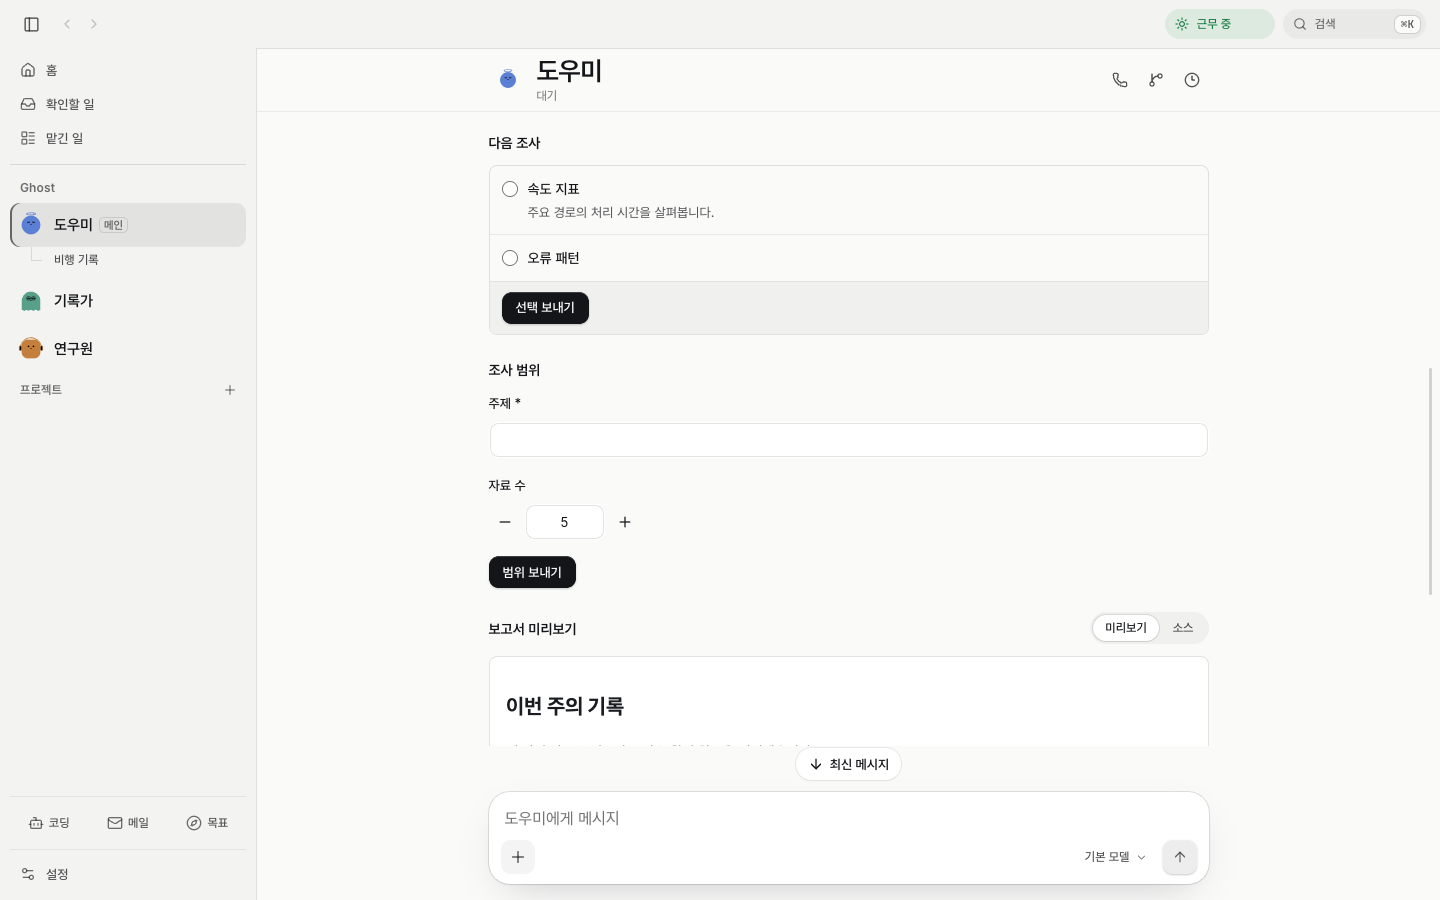 근무 중
검색
⌘K
홈
확인할 일
맡긴 일
Ghost
도우미 메인
비행 기록
기록가
연구원
프로젝트
코딩
메일
목표
설정
도우미
대기
다음 조사
속도 지표
주요 경로의 처리 시간을 살펴봅니다.
오류 패턴
선택 보내기
조사 범위
주제 *
자료 수
5
범위 보내기
보고서 미리보기
미리보기
소스
이번 주의 기록
최신 메시지
도우미에게 메시지
기본 모델